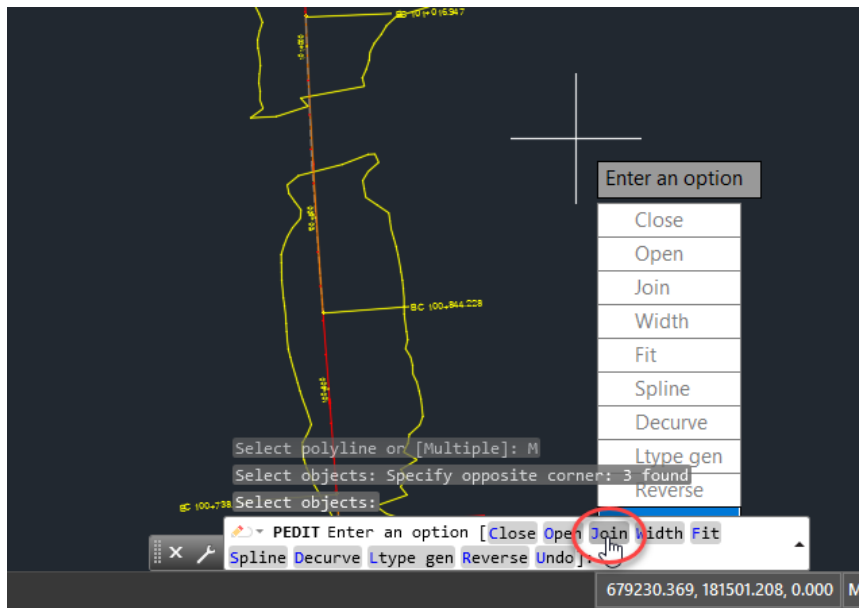 101+016.947
Enter an option
Close
Open
Join
Width
Fit
Spline
Decurve
Ltype gen
Reverse
BC 100+844.228
Select polyline or [Multiple]: M
Select objects: Specify opposite corner: 3 found
Select objects:
BC 100+738
PEDIT Enter an option [Close Open Join Width Fit
Spline Decurve Ltype gen Reverse Undo]:
679230.369, 181501.208, 0.000
M